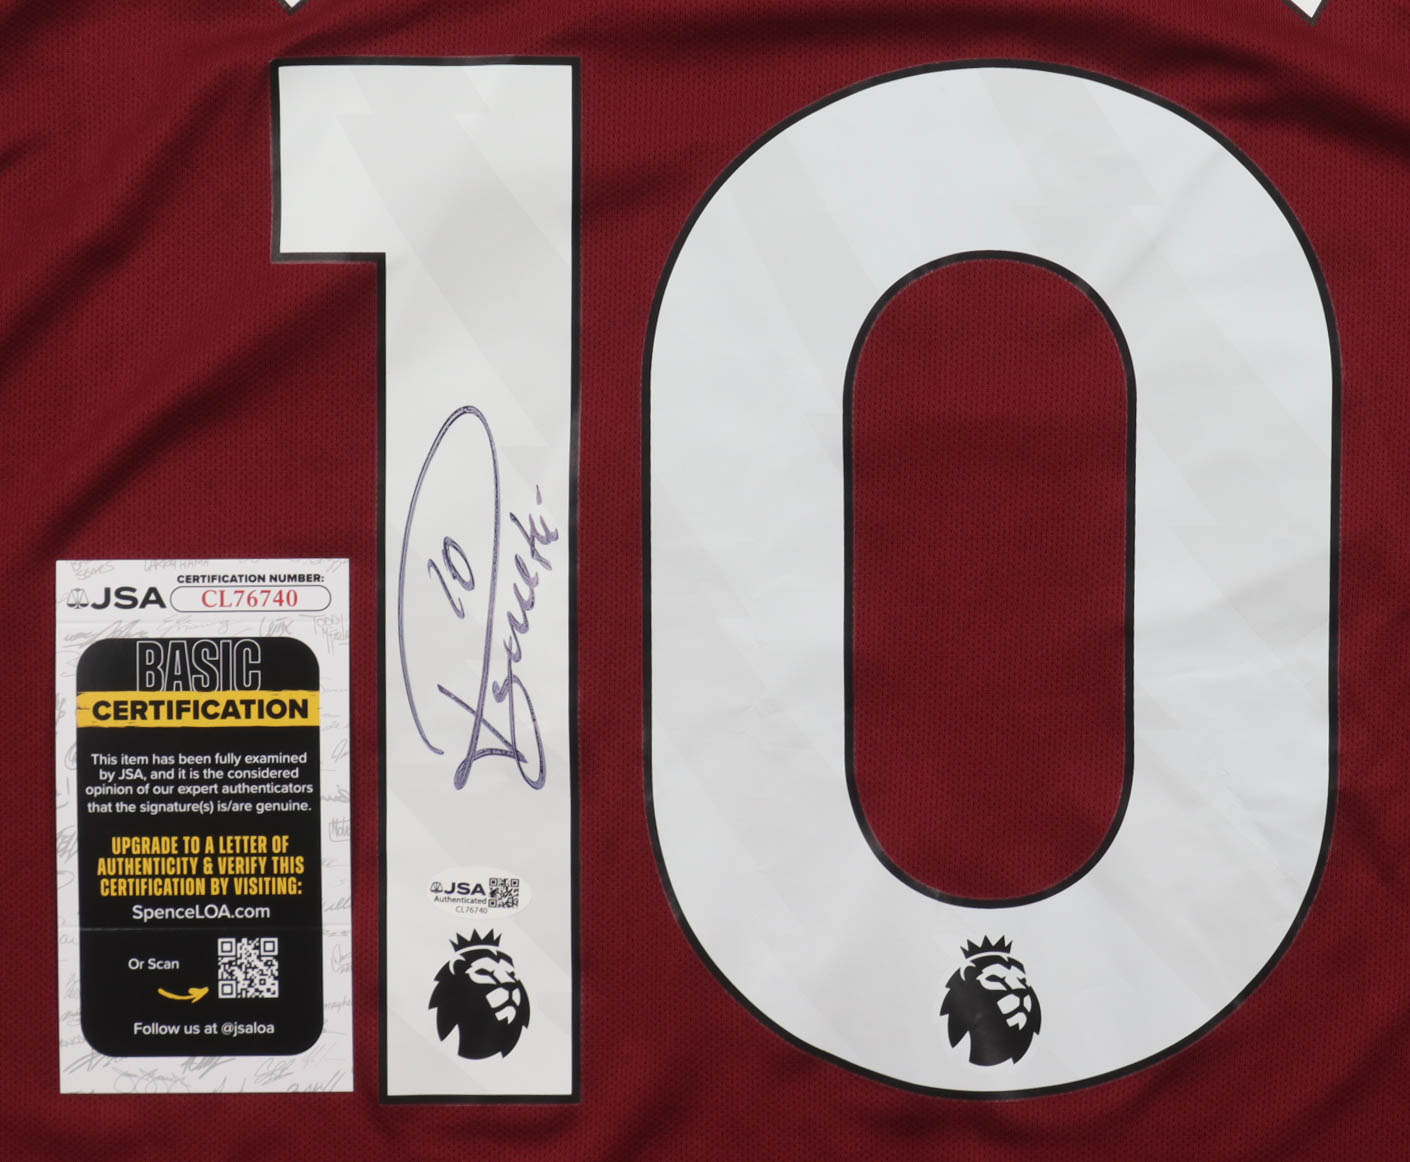 10
10
CERTIFICATION NUMBER:
JSA CL76740
BASIC
CERTIFICATION
This item has been fully examined
by JSA, and it is the considered
opinion of our expert authenticators
that the signature(s) is/are genuine.
UPGRADE TO A LETTER OF
AUTHENTICITY & VERIFY THIS
CERTIFICATION BY VISITING:
SpenceLOA.com
Or Scan
Follow us at @jsaloa
JSA
Authenticated
CL76740